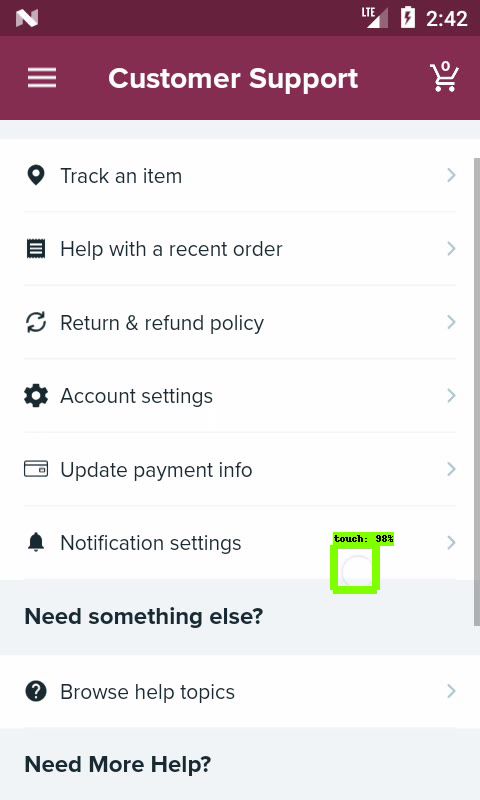 LTE 2:42
Customer Support 0
Track an item
Help with a recent order
Return & refund policy
Account settings
Update payment info
touch: 98%
Notification settings
Need something else?
Browse help topics
Need More Help?